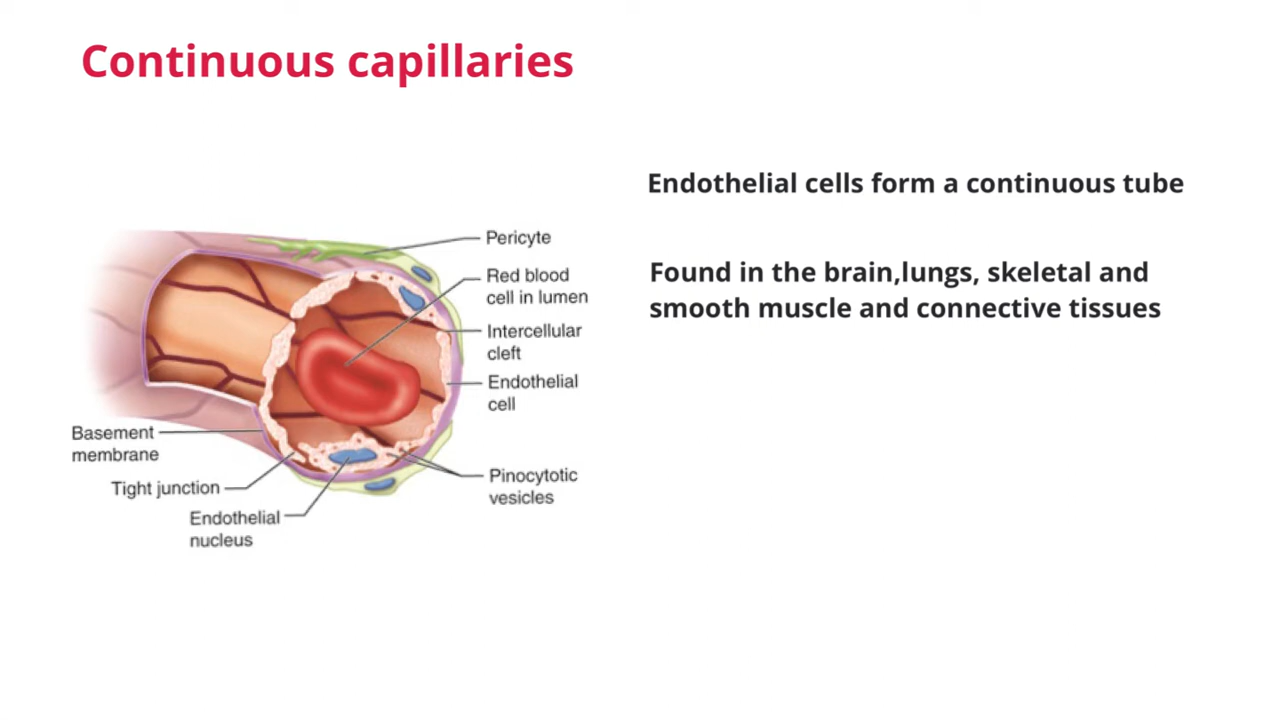 Continuous capillaries
Endothelial cells form a continuous tube
Found in the brain,lungs, skeletal and
smooth muscle and connective tissues
Pericyte
Red blood
cell in lumen
Intercellular
cleft
Endothelial
cell
Basement
membrane
Tight junction
Endothelial
nucleus
Pinocytotic
vesicles